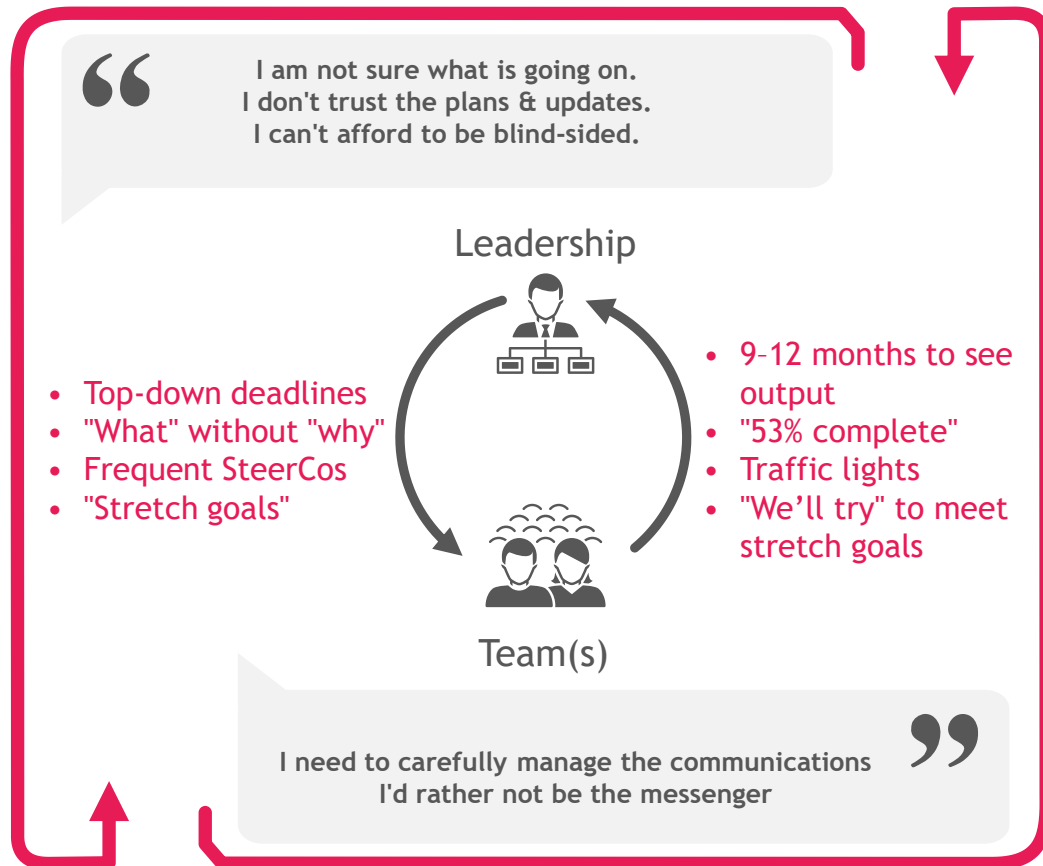 I am not sure what is going on.
I don't trust the plans & updates.
I can't afford to be blind-sided.
Leadership
• Top-down deadlines
• "What" without "why"
• Frequent SteerCos
• "Stretch goals"
• 9–12 months to see
output
• "53% complete"
• Traffic lights
• "We’ll try" to meet
stretch goals
Team(s)
I need to carefully manage the communications
I'd rather not be the messenger